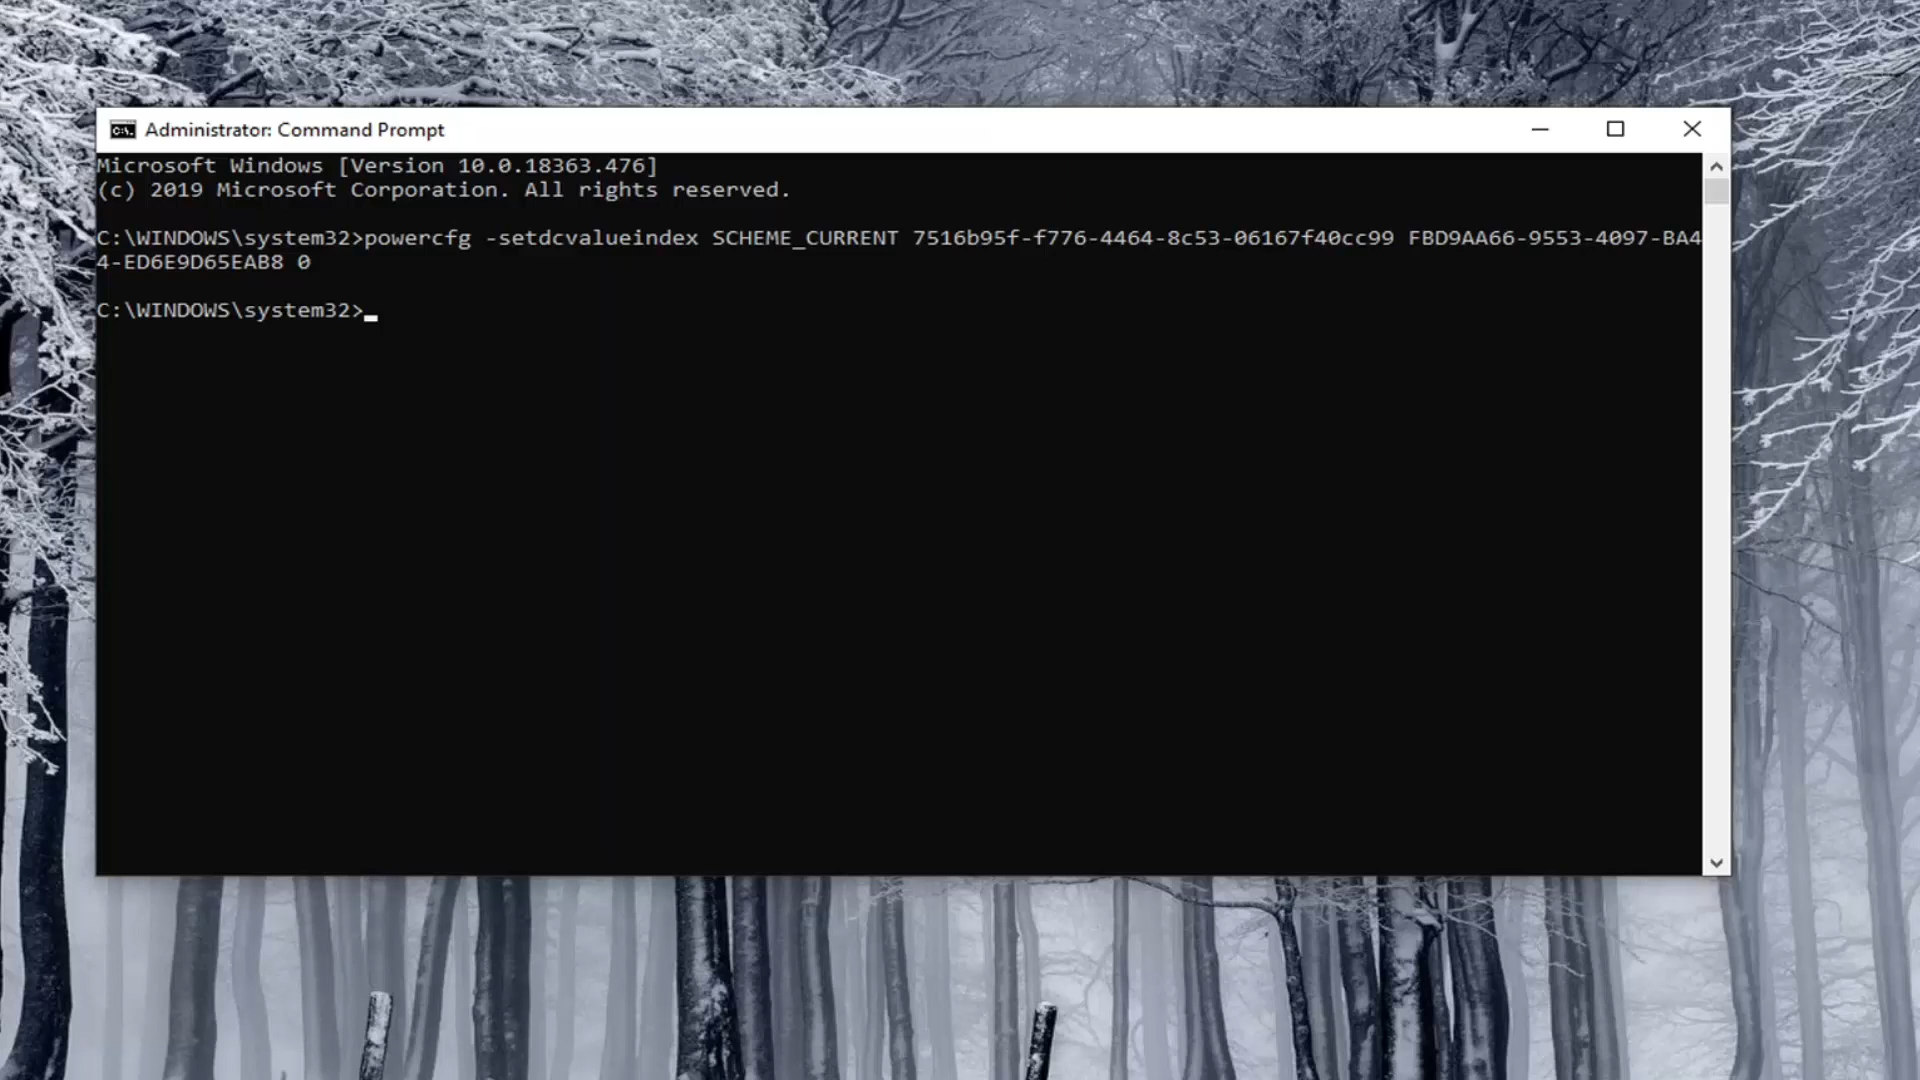 Administrator: Command Prompt
Microsoft Windows [Version 10.0.18363.476]
(c) 2019 Microsoft Corporation. All rights reserved.
C:\WINDOWS\system32>powercfg -setdcvalueindex SCHEME_CURRENT 7516b95f-f776-4464-8c53-06167f40cc99 FBD9AA66-9553-4097-BA4
4-ED6E9D65EAB8 0
C:\WINDOWS\system32>